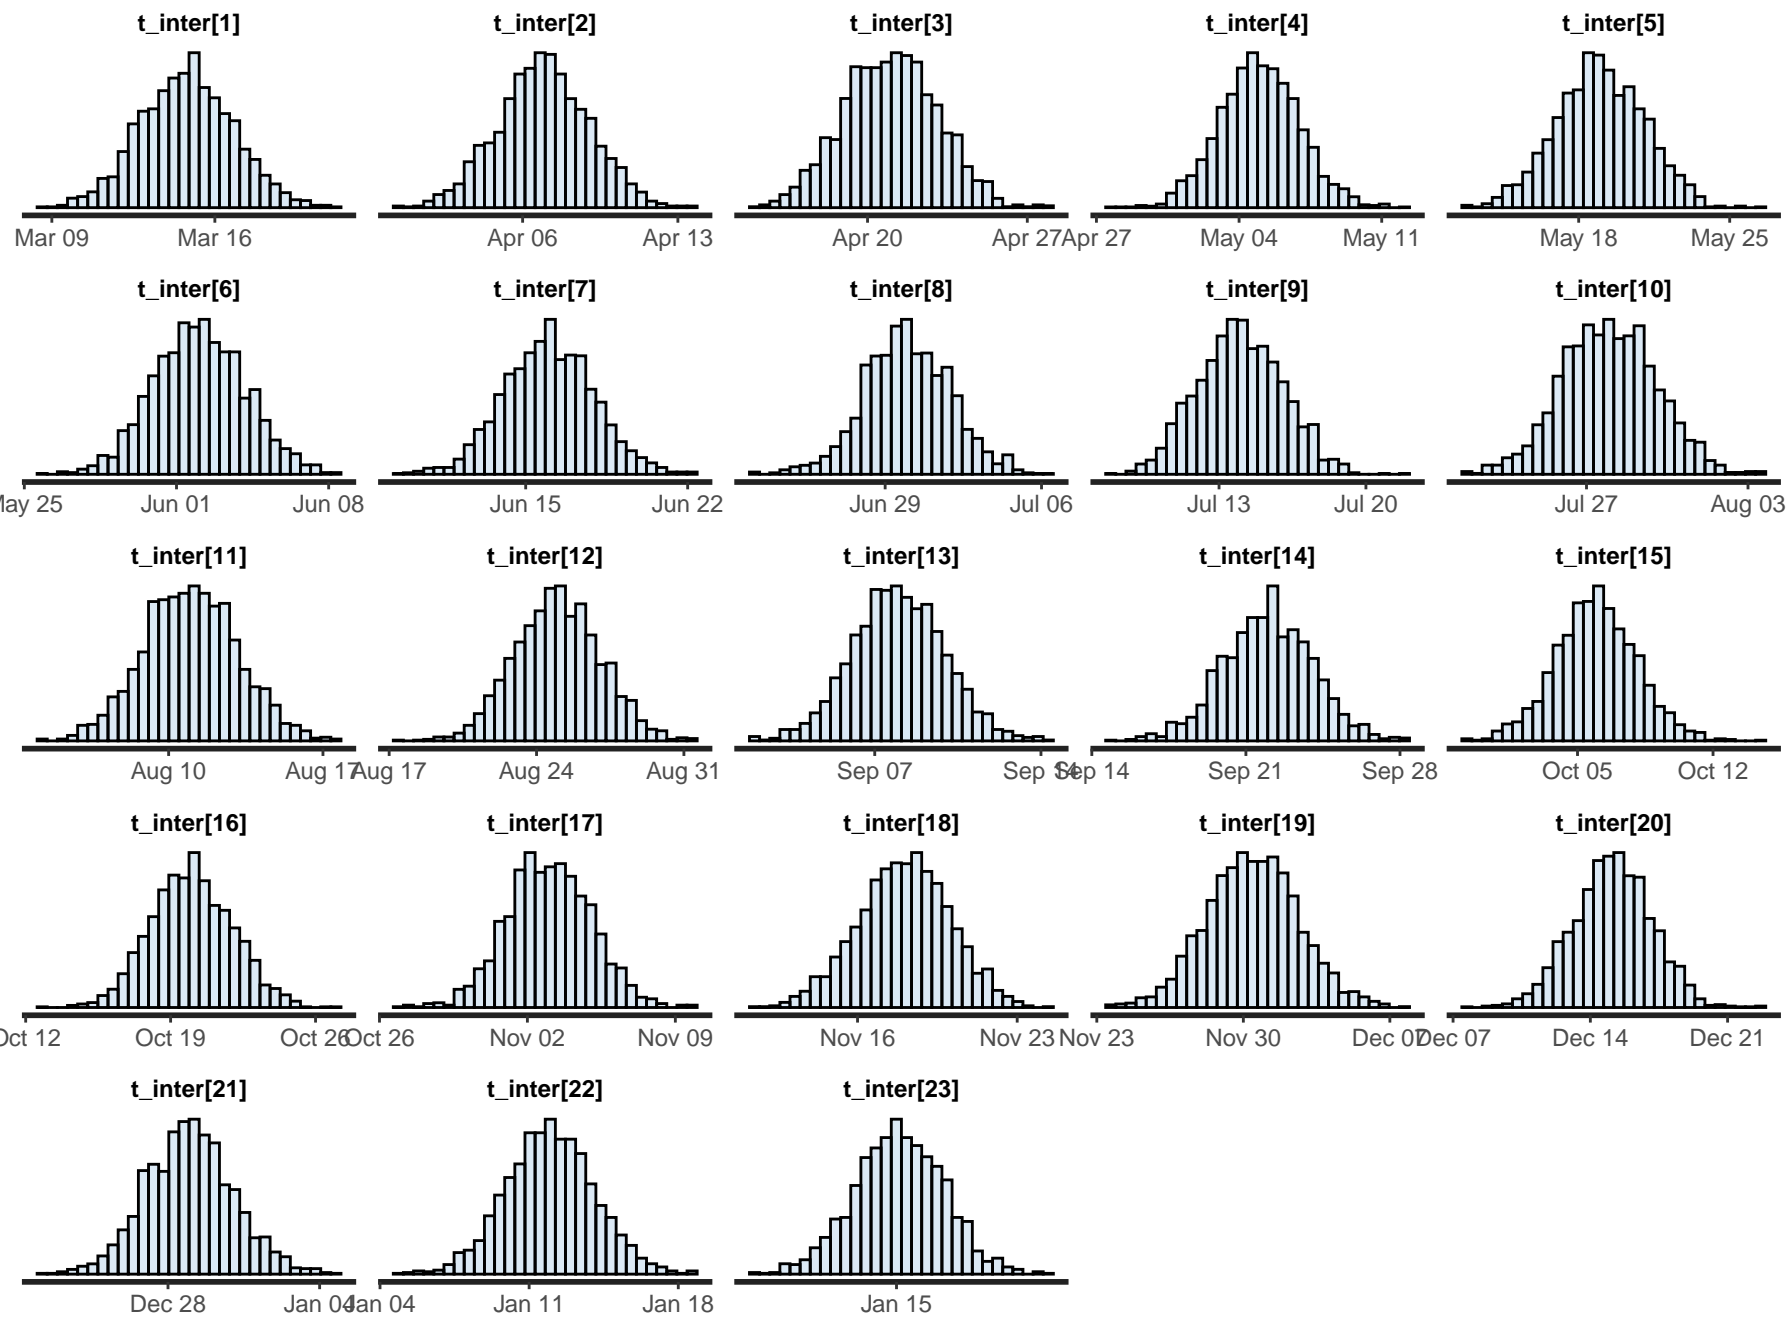 t_inter[1] t_inter[2] t_inter[3] t_inter[4] t_inter[5]
Mar 09 Mar 16 Apr 06 Apr 13 Apr 20 Apr 27 Apr 27 May 04 May 11 May 18 May 25
t_inter[6] t_inter[7] t_inter[8] t_inter[9] t_inter[10]
May 25 Jun 01 Jun 08 Jun 15 Jun 22 Jun 29 Jul 06 Jul 13 Jul 20 Jul 27 Aug 03
t_inter[11] t_inter[12] t_inter[13] t_inter[14] t_inter[15]
Aug 10 Aug 17 Aug 17 Aug 24 Aug 31 Sep 07 Sep 14 Sep 14 Sep 21 Sep 28 Oct 05 Oct 12
t_inter[16] t_inter[17] t_inter[18] t_inter[19] t_inter[20]
Oct 12 Oct 19 Oct 26 Oct 26 Nov 02 Nov 09 Nov 16 Nov 23 Nov 23 Nov 30 Dec 07 Dec 07 Dec 14 Dec 21
t_inter[21] t_inter[22] t_inter[23]
Dec 28 Jan 04 Jan 04 Jan 11 Jan 18 Jan 15